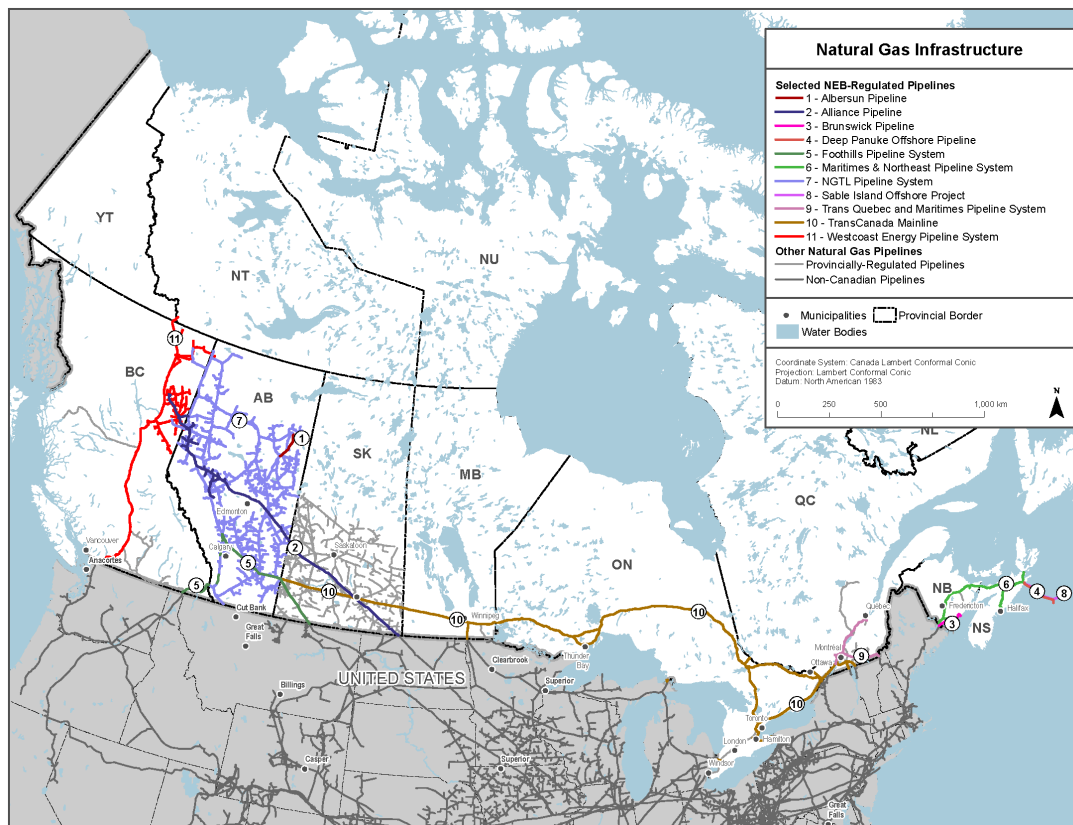 Natural Gas Infrastructure
Selected NEB-Regulated Pipelines
1 - Albersun Pipeline
2 - Alliance Pipeline
3 - Brunswick Pipeline
4 - Deep Panuke Offshore Pipeline
5 - Foothills Pipeline System
6 - Maritimes & Northeast Pipeline System
7 - NGTL Pipeline System
8 - Sable Island Offshore Project
9 - Trans Quebec and Maritimes Pipeline System
10 - TransCanada Mainline
11 - Westcoast Energy Pipeline System
Other Natural Gas Pipelines
Provincially-Regulated Pipelines
Non-Canadian Pipelines
Municipalities
Provincial Border
Water Bodies
Coordinate System: Canada Lambert Conformal Conic
Projection: Lambert Conformal Conic
Datum: North American 1983
N
0 250 500 1,000 km
YT
NT
NU
11
BC
AB
7
1
NL
SK
MB
QC
Edmonton
Vancouver
Anacortes
Calgary
2
Saskatoon
5
ON
5
10
10
Winnipeg
10
NB
6
4
8
Fredericton
Halifax
3
NS
Québec
Cut Bank
Great
Falls
Thunder
Bay
Montréal
9
Ottawa
Clearbrook
UNITED STATES
Billings
Superior
10
Toronto
Hamilton
London
Windsor
Casper
Superior
Great
Falls